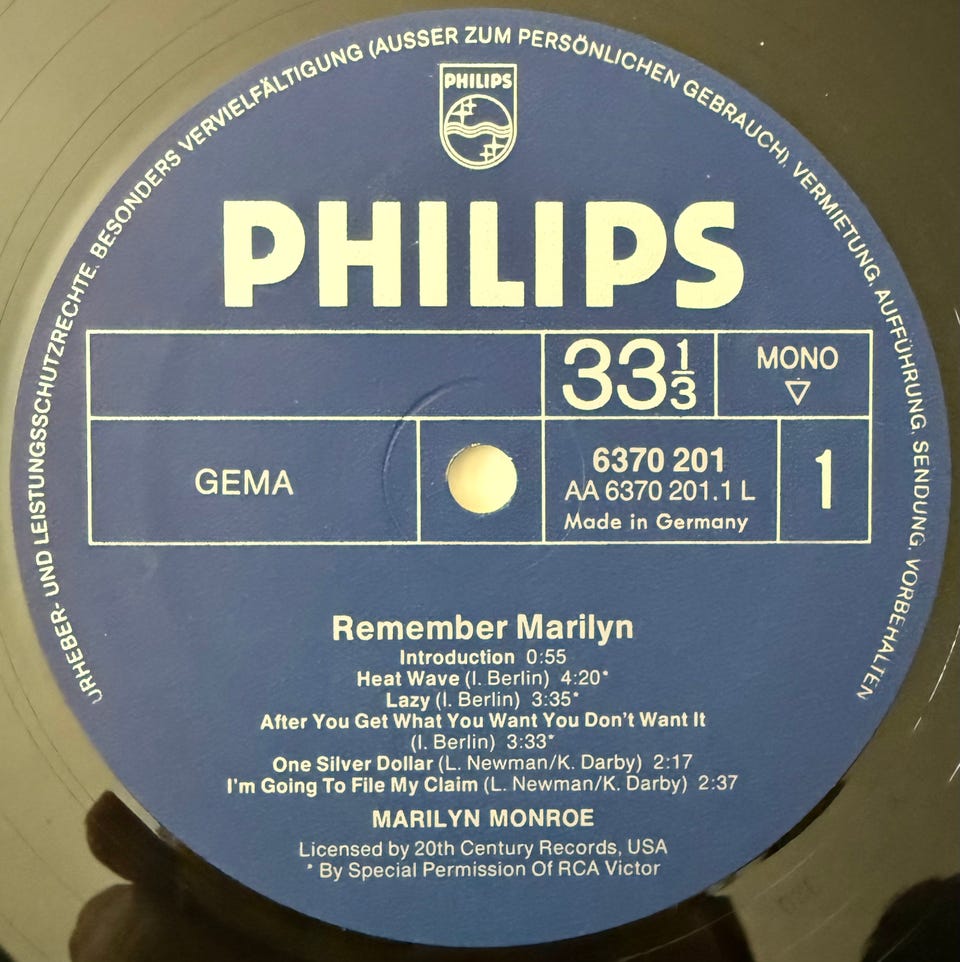 URHEBER- UND LEISTUNGSSCHUTZRECHTE. BESONDERS VERVIELFÄLTIGUNG (AUSSER ZUM PERSÖNLICHEN GEBRAUCH), VERMIETUNG, AUFFÜHRUNG, SENDUNG, VORBEHALTEN
PHILIPS
PHILIPS
33 1/3
MONO
GEMA
6370 201
AA 6370 201.1 L
Made in Germany
1
Remember Marilyn
Introduction 0:55
Heat Wave (I. Berlin) 4:20*
Lazy (I. Berlin) 3:35*
After You Get What You Want You Don't Want It
(I. Berlin) 3:33*
One Silver Dollar (L. Newman/K. Darby) 2:17
I'm Going To File My Claim (L. Newman/K. Darby) 2:37
MARILYN MONROE
Licensed by 20th Century Records, USA
* By Special Permission Of RCA Victor